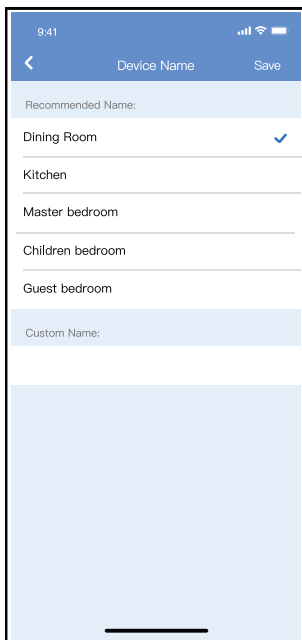 9:41
Device Name Save
Recommended Name:
Dining Room
Kitchen
Master bedroom
Children bedroom
Guest bedroom
Custom Name: